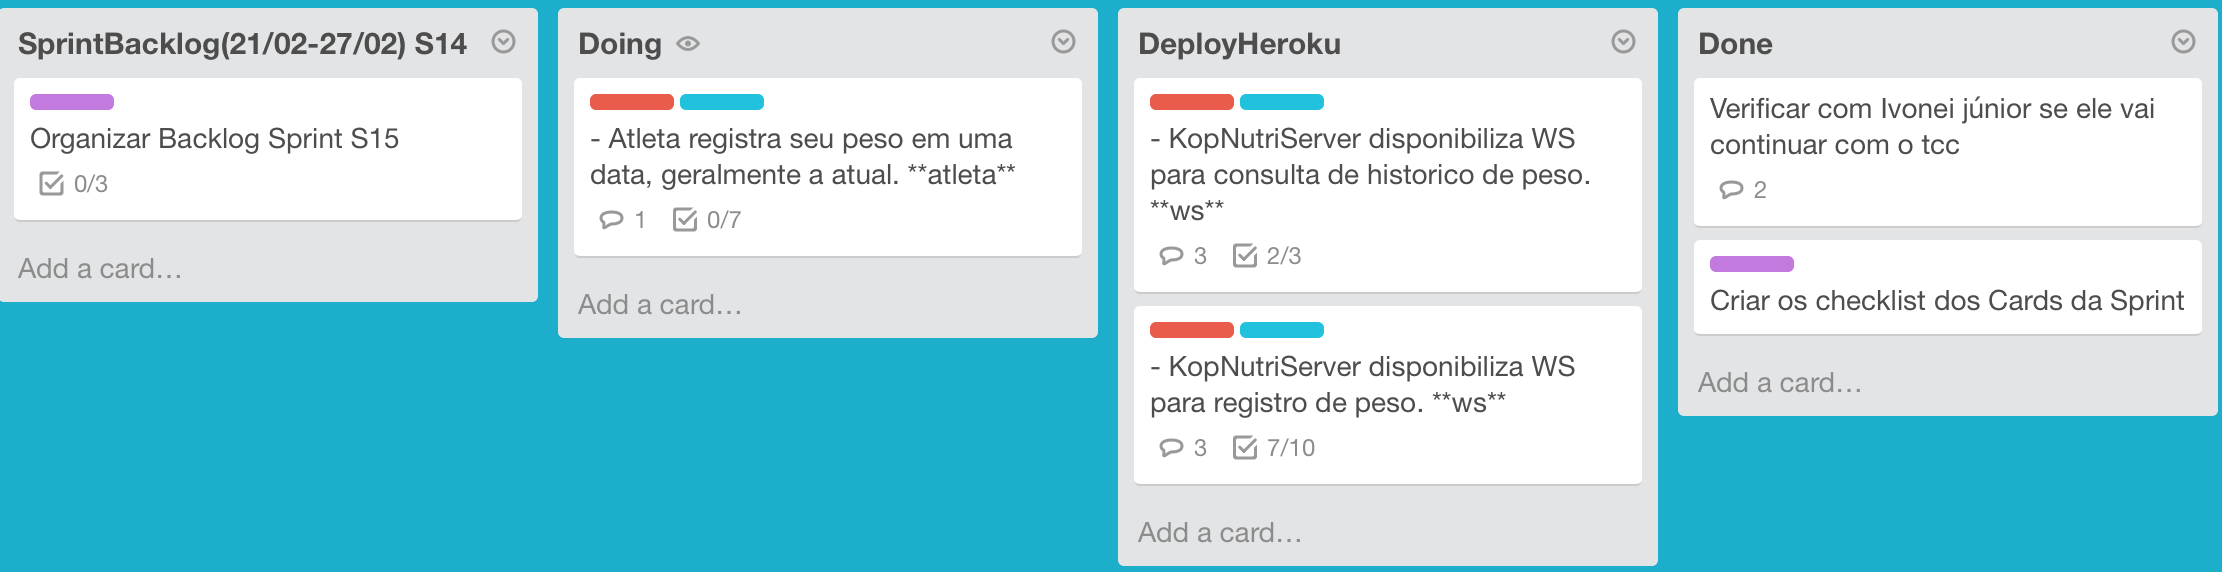 SprintBacklog(21/02-27/02) S14
Organizar Backlog Sprint S15
0/3
Add a card…
Doing
- Atleta registra seu peso em uma
data, geralmente a atual. **atleta**
1 0/7
Add a card…
DeployHeroku
- KopNutriServer disponibiliza WS
para consulta de historico de peso.
**ws**
3 2/3
- KopNutriServer disponibiliza WS
para registro de peso. **ws**
3 7/10
Add a card…
Done
Verificar com Ivonei júnior se ele vai
continuar com o tcc
2
Criar os checklist dos Cards da Sprint
Add a card…